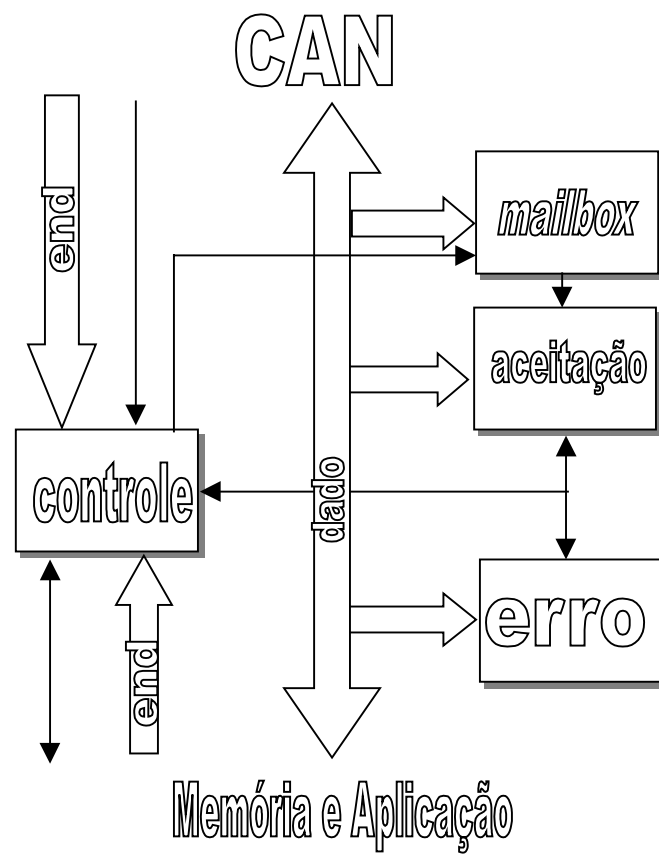 CAN
end
mailbox
aceitação
dado
controle
erro
end
Memória e Aplicação